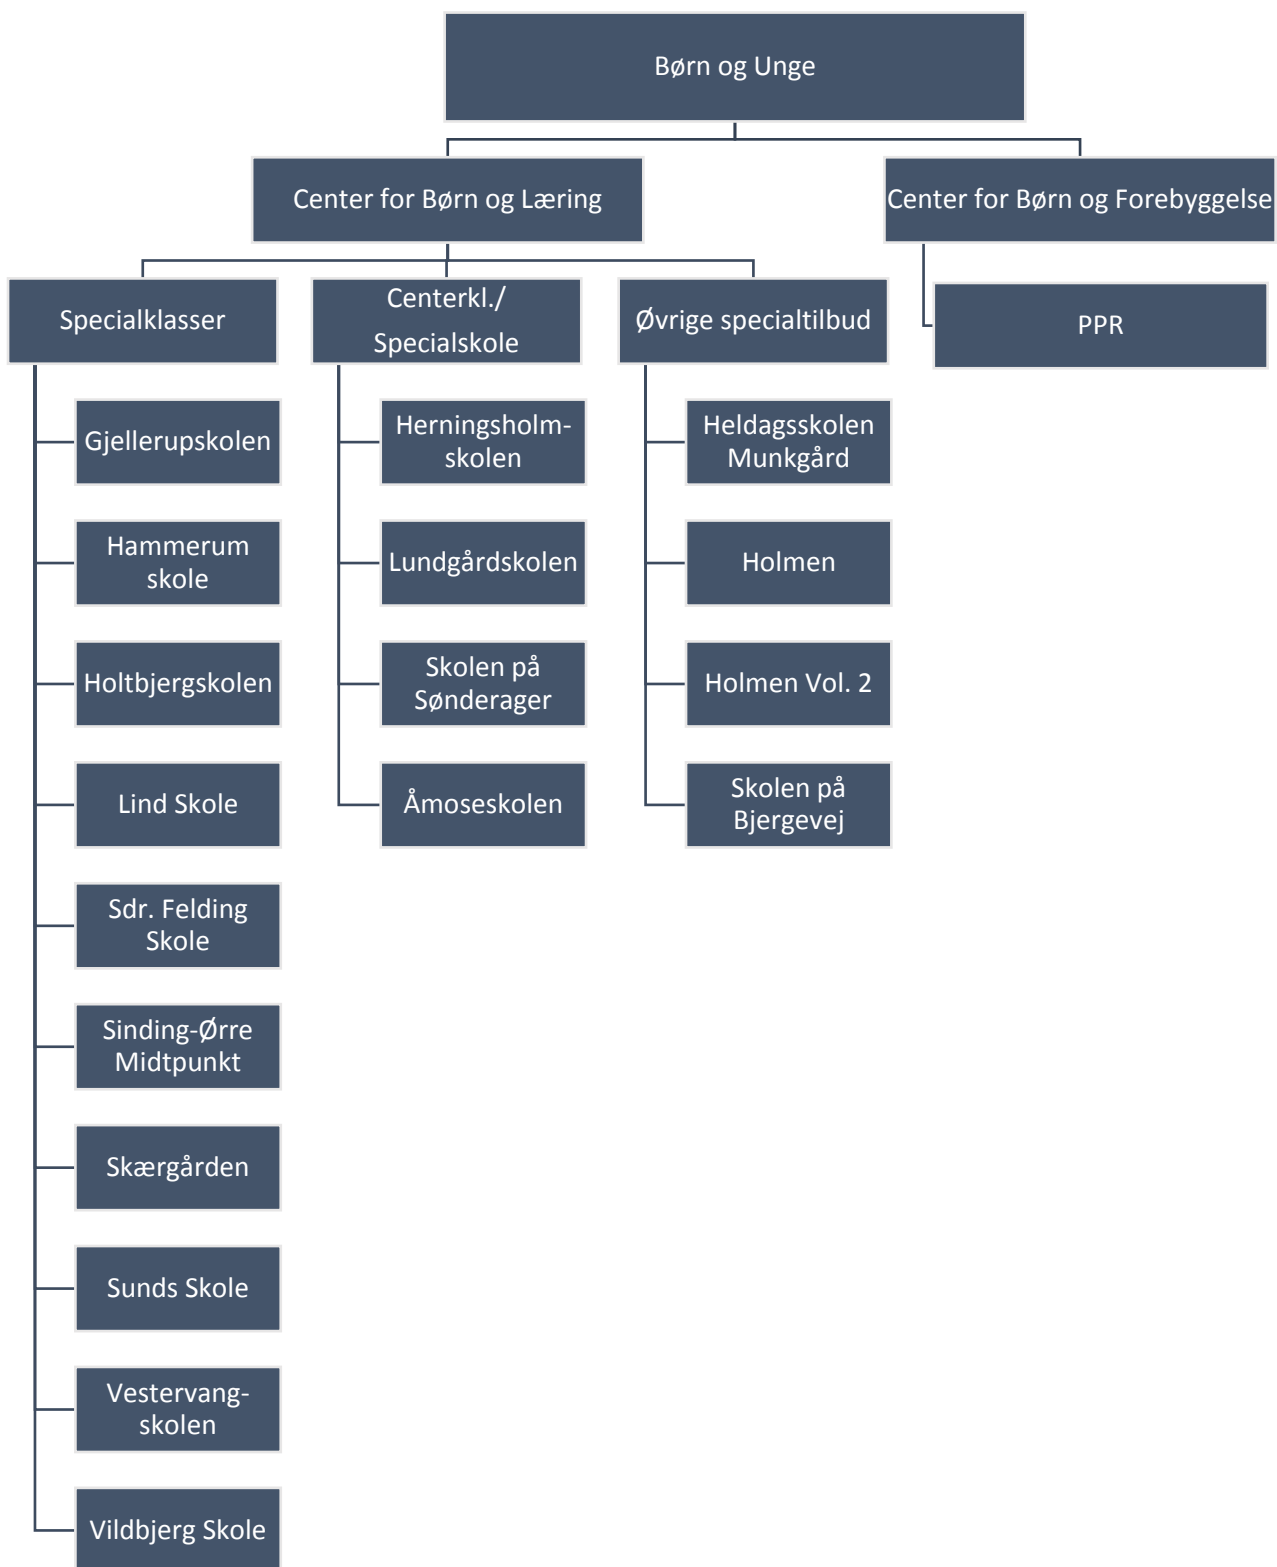 Børn og Unge
Center for Børn og Læring
Center for Børn og Forebyggelse
Specialklasser
Centerkl./
Specialskole
Øvrige specialtilbud
PPR
Gjellerupskolen
Hammerum
skole
Holtbjergskolen
Lind Skole
Sdr. Felding
Skole
Sinding-Ørre
Midtpunkt
Skærgården
Sunds Skole
Vestervang-
skolen
Vildbjerg Skole
Herningsholm-
skolen
Lundgårdskolen
Skolen på
Sønderager
Åmoseskolen
Heldagsskolen
Munkgård
Holmen
Holmen Vol. 2
Skolen på
Bjergevej